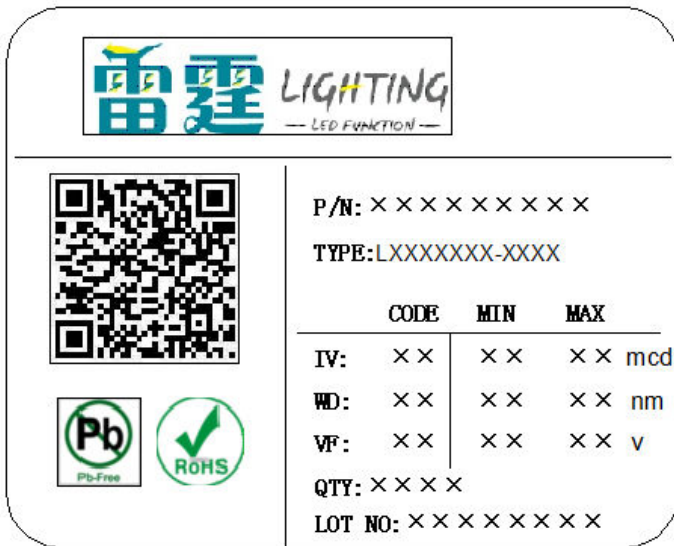 雷霆 LIGHTING
LED FUNCTION
P/N: ×××××××××
TYPE:LXXXXXXX-XXXX
CODE MIN MAX
IV: ×× ×× ×× mcd
WD: ×× ×× ×× nm
VF: ×× ×× ×× v
QTY: ××××
LOT NO: ××××××××
Pb
Pb-Free
RoHS